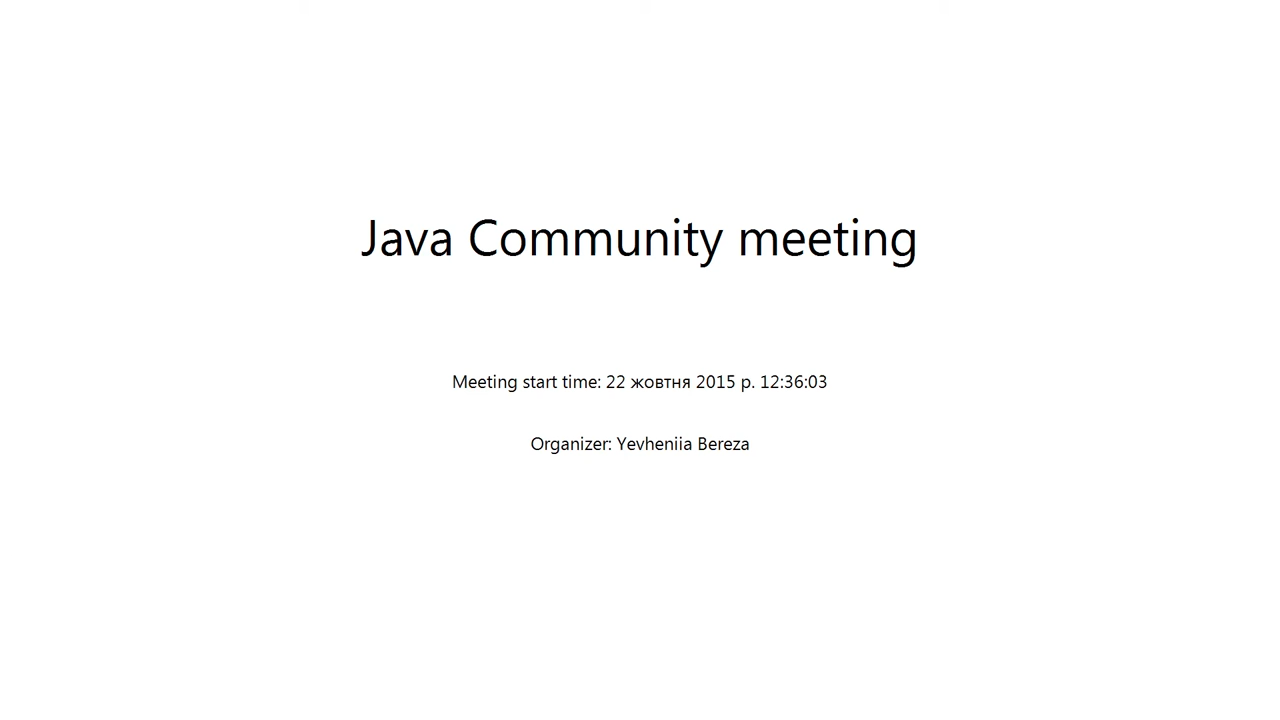 Java Community meeting
Meeting start time: 22 жовтня 2015 р. 12:36:03
Organizer: Yevheniia Bereza